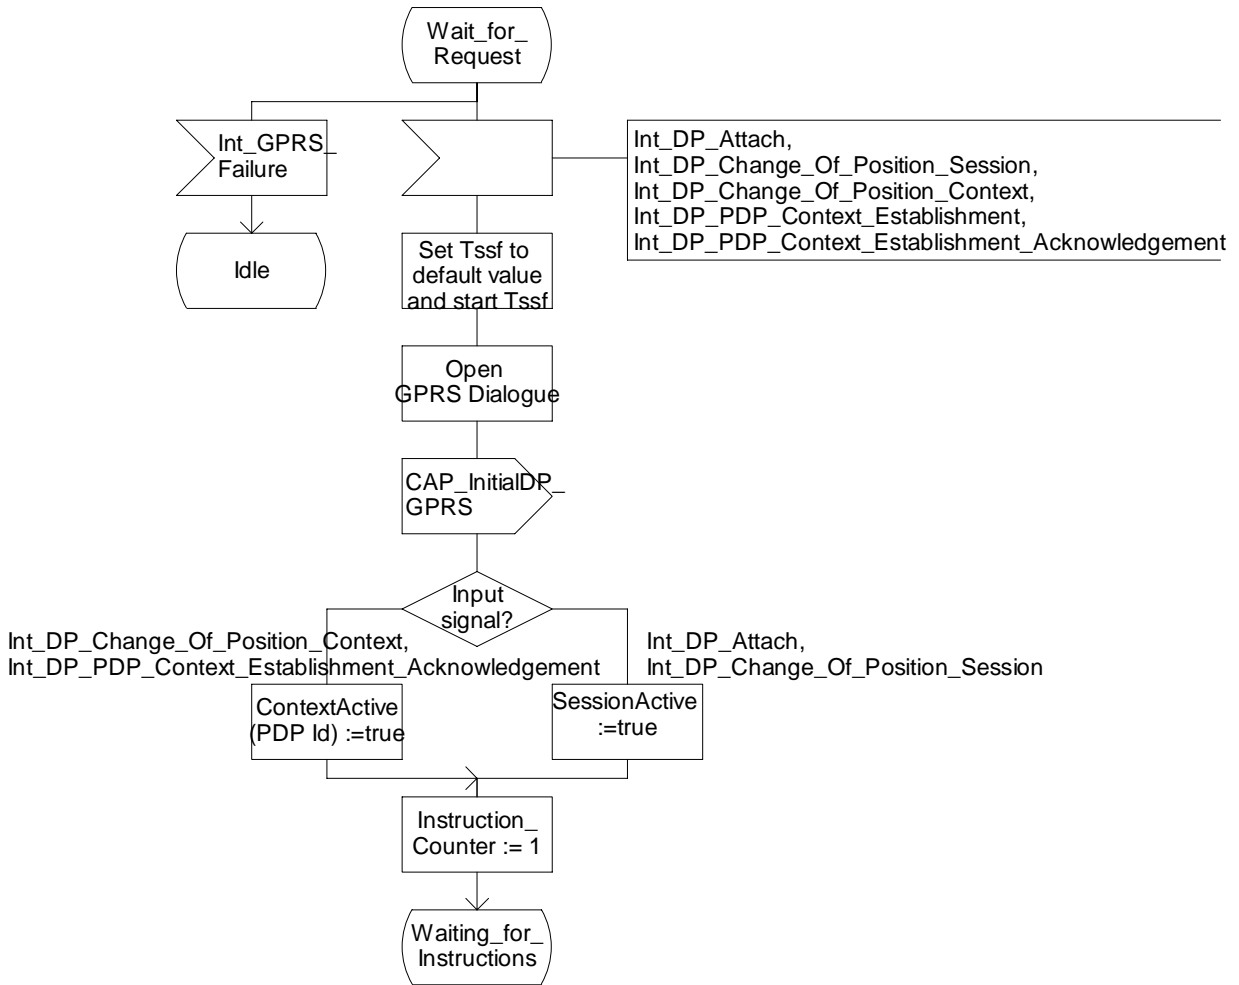 Wait_for_
Request
Int_GPRS_
Failure
Int_DP_Attach,
Int_DP_Change_Of_Position_Session,
Int_DP_Change_Of_Position_Context,
Int_DP_PDP_Context_Establishment,
Int_DP_PDP_Context_Establishment_Acknowledgement
Idle
Set Tssf to
default value
and start Tssf
Open
GPRS Dialogue
CAP_InitialDP_
GPRS
Input
signal?
Int_DP_Change_Of_Position_Context,
Int_DP_PDP_Context_Establishment_Acknowledgement
Int_DP_Attach,
Int_DP_Change_Of_Position_Session
ContextActive
(PDP Id) :=true
SessionActive
:=true
Instruction_
Counter := 1
Waiting_for_
Instructions